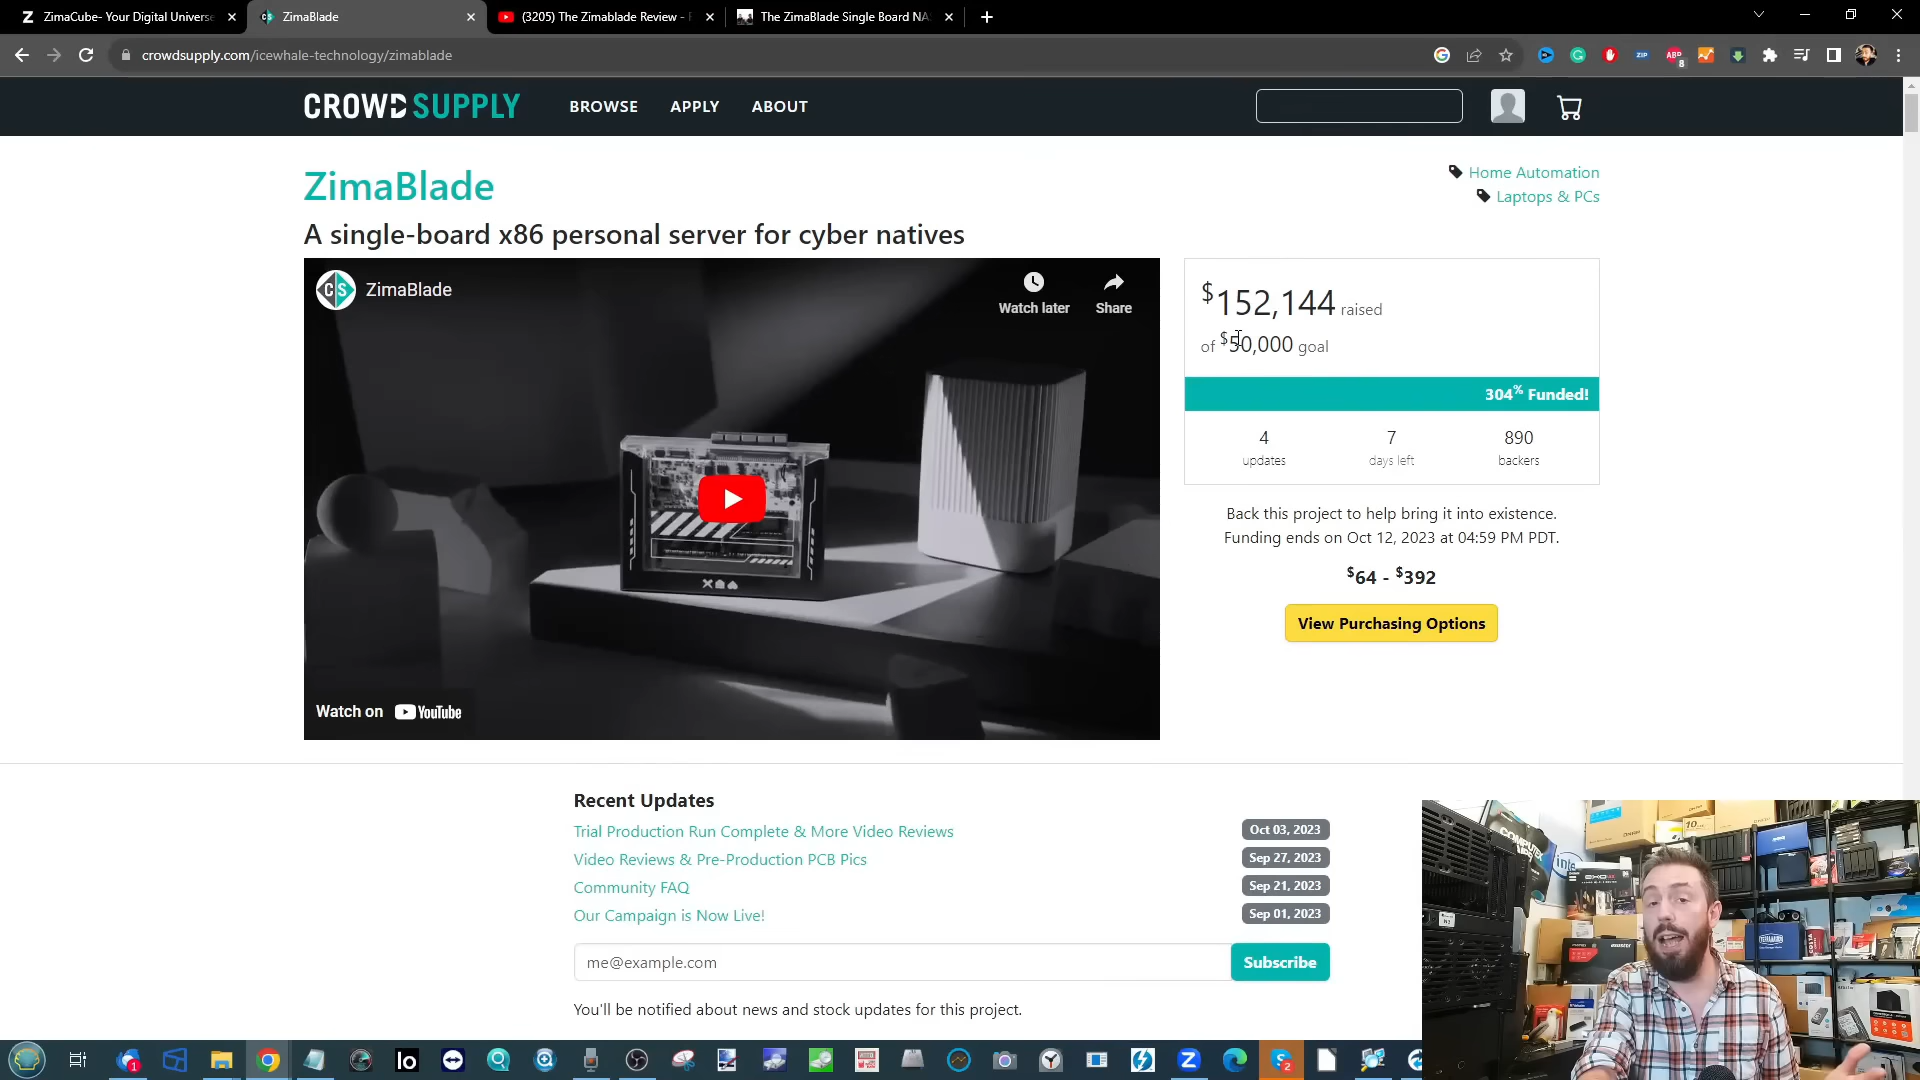 ZimaCube- Your Digital Universe
ZimaBlade
(3205) The Zimablade Review -
The ZimaBlade Single Board NA
crowdsupply.com/icewhale-technology/zimablade
CROWD SUPPLY
BROWSE
APPLY
ABOUT
ZimaBlade
Home Automation
Laptops & PCs
A single-board x86 personal server for cyber natives
CS
ZimaBlade
Watch later
Share
$152,144 raised
of $50,000 goal
304% Funded!
4
7
890
updates
days left
backers
Back this project to help bring it into existence.
Funding ends on Oct 12, 2023 at 04:59 PM PDT.
$64 - $392
View Purchasing Options
Watch on YouTube
Recent Updates
Trial Production Run Complete & More Video Reviews
Oct 03, 2023
Video Reviews & Pre-Production PCB Pics
Sep 27, 2023
Community FAQ
Sep 21, 2023
Our Campaign is Now Live!
Sep 01, 2023
me@example.com
Subscribe
You'll be notified about news and stock updates for this project.